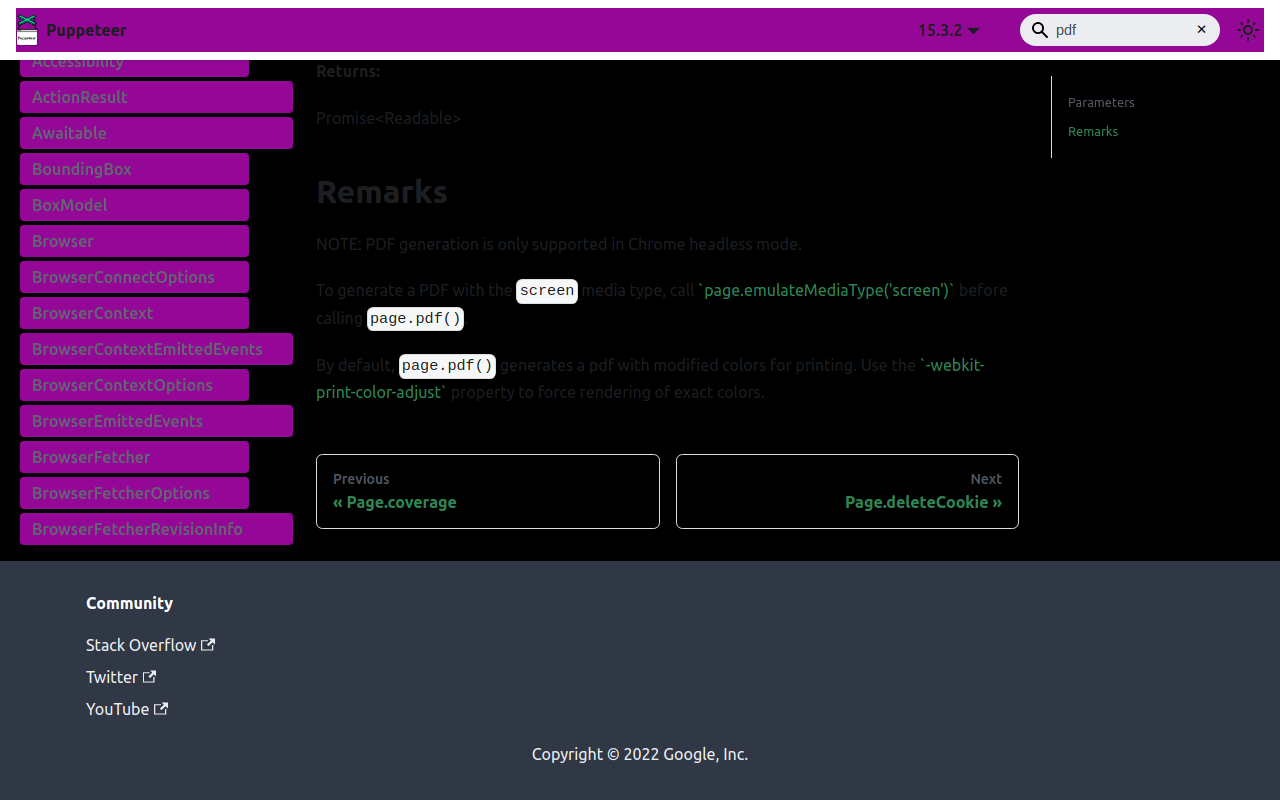 Puppeteer
15.3.2
pdf
Accessibility
ActionResult
Awaitable
BoundingBox
BoxModel
Browser
BrowserConnectOptions
BrowserContext
BrowserContextEmittedEvents
BrowserContextOptions
BrowserEmittedEvents
BrowserFetcher
BrowserFetcherOptions
BrowserFetcherRevisionInfo
Returns:
Promise<Readable>
Remarks
NOTE: PDF generation is only supported in Chrome headless mode.
To generate a PDF with the screen media type, call `page.emulateMediaType('screen')` before
calling page.pdf().
By default, page.pdf() generates a pdf with modified colors for printing. Use the `-webkit-
print-color-adjust` property to force rendering of exact colors.
Previous
« Page.coverage
Next
Page.deleteCookie »
Parameters
Remarks
Community
Stack Overflow
Twitter
YouTube
Copyright © 2022 Google, Inc.